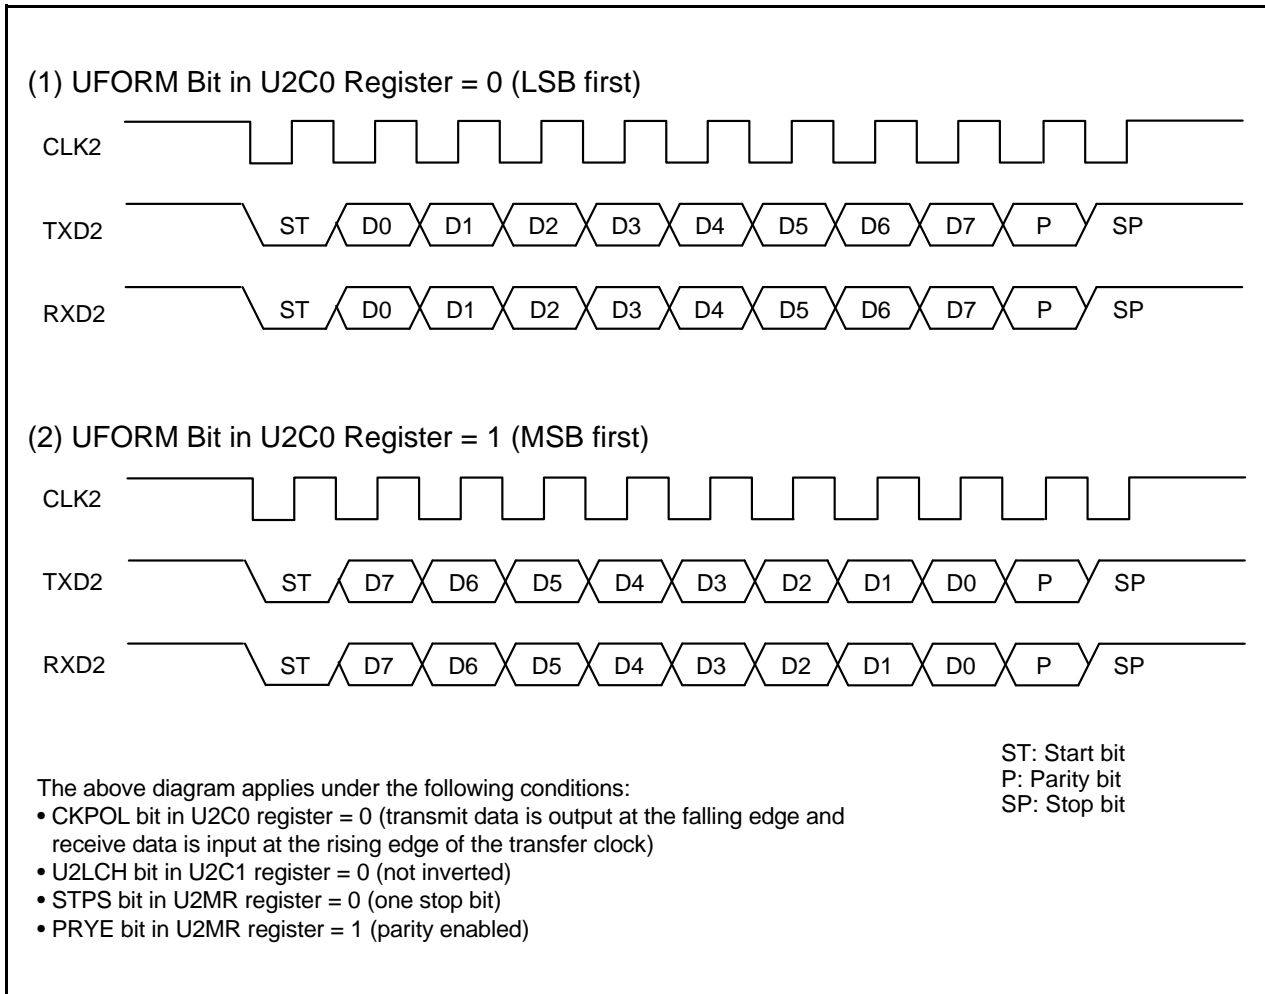 (1) UFORM Bit in U2C0 Register = 0 (LSB first)
CLK2
TXD2 ST D0 D1 D2 D3 D4 D5 D6 D7 P SP
RXD2 ST D0 D1 D2 D3 D4 D5 D6 D7 P SP
(2) UFORM Bit in U2C0 Register = 1 (MSB first)
CLK2
TXD2 ST D7 D6 D5 D4 D3 D2 D1 D0 P SP
RXD2 ST D7 D6 D5 D4 D3 D2 D1 D0 P SP
ST: Start bit
P: Parity bit
SP: Stop bit
The above diagram applies under the following conditions:
• CKPOL bit in U2C0 register = 0 (transmit data is output at the falling edge and
receive data is input at the rising edge of the transfer clock)
• U2LCH bit in U2C1 register = 0 (not inverted)
• STPS bit in U2MR register = 0 (one stop bit)
• PRYE bit in U2MR register = 1 (parity enabled)